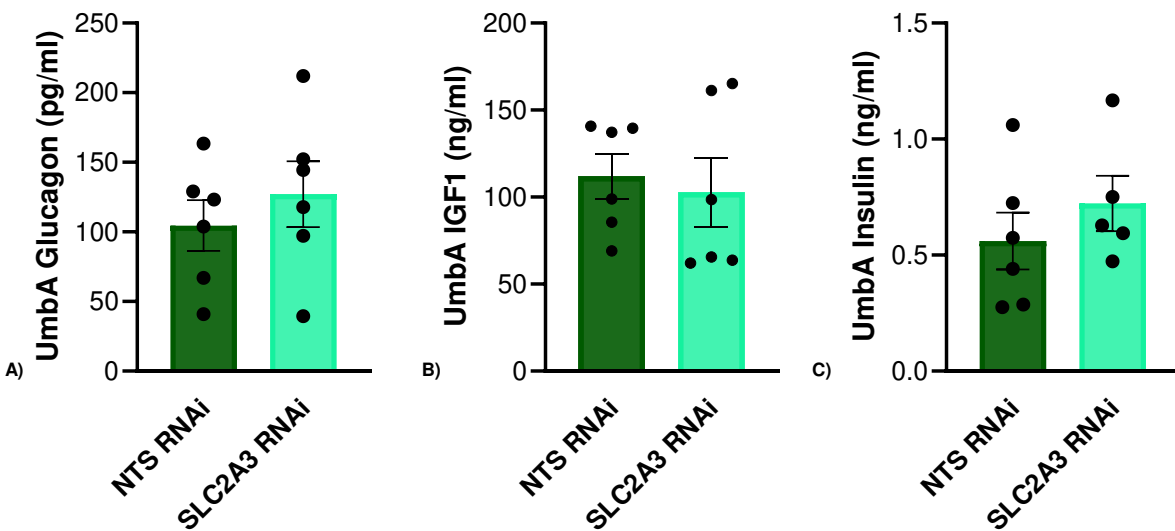 A)
UmbA Glucagon (pg/ml)
250
200
150
100
50
0
NTS RNAi
SLC2A3 RNAi
B)
UmbA IGF1 (ng/ml)
200
150
100
50
0
NTS RNAi
SLC2A3 RNAi
C)
UmbA Insulin (ng/ml)
1.5
1.0
0.5
0.0
NTS RNAi
SLC2A3 RNAi